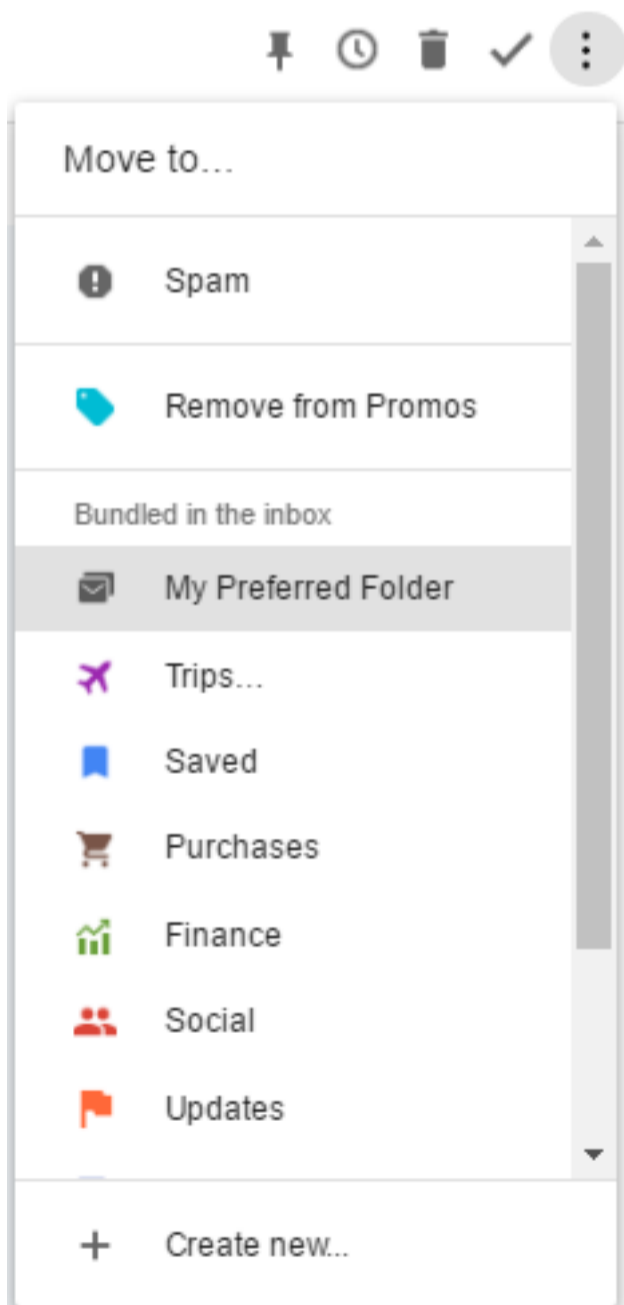 Move to...
Spam
Remove from Promos
Bundled in the inbox
My Preferred Folder
Trips...
Saved
Purchases
Finance
Social
Updates
Create new...